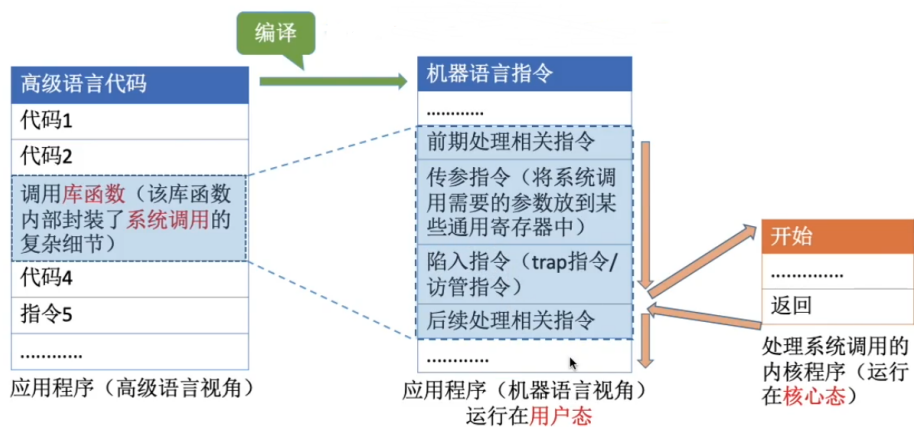 编译
高级语言代码
代码1
代码2
调用库函数（该库函数
内部封装了系统调用的
复杂细节）
代码4
指令5
…………
应用程序（高级语言视角）
机器语言指令
…………
前期处理相关指令
传参指令（将系统调
用需要的参数放到某
些通用寄存器中）
陷入指令（trap指令/
访管指令）
后续处理相关指令
…………
应用程序（机器语言视角）
运行在用户态
开始
…………
返回
处理系统调用的
内核程序（运行
在核心态）